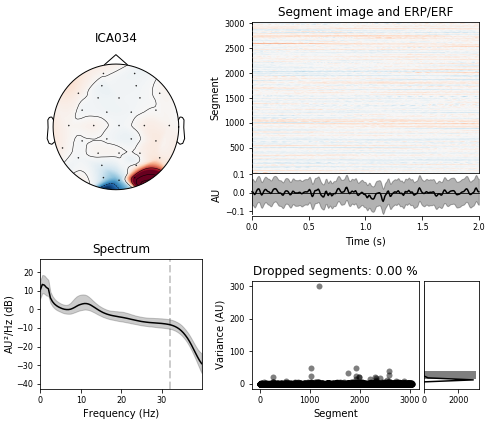 ICA034
Segment image and ERP/ERF
Segment
3000
2500
2000
1500
1000
500
AU
0.1
0.0
−0.1
0.0 0.5 1.0 1.5 2.0
Time (s)
Spectrum
AU²/Hz (dB)
20
10
0
−10
−20
−30
−40
0 10 20 30
Frequency (Hz)
Dropped segments: 0.00 %
Variance (AU)
300
200
100
0
0 1000 2000 3000
Segment
0 2000